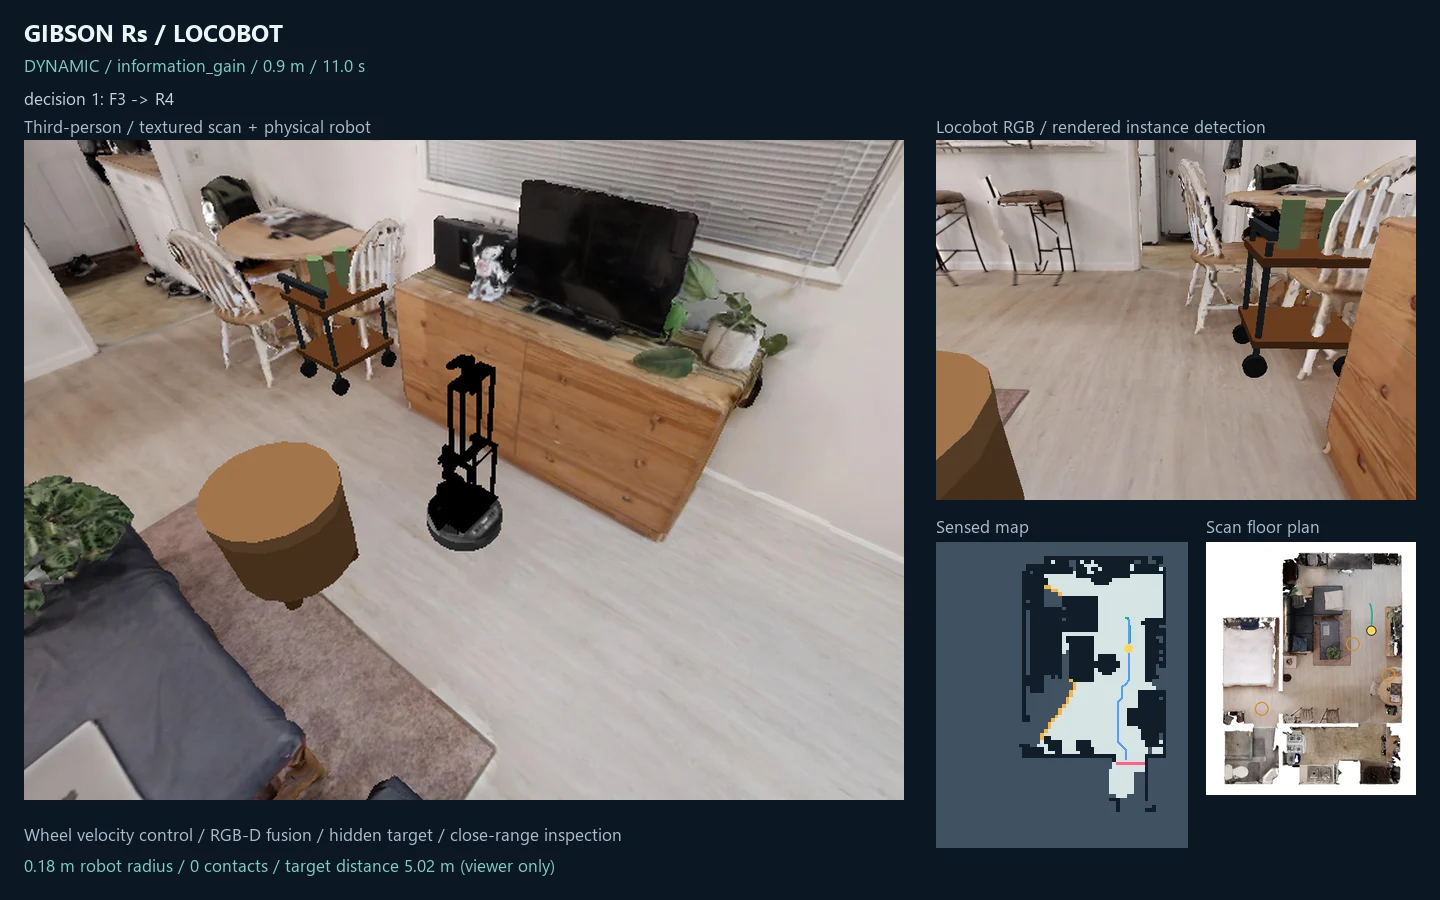 GIBSON Rs / LOCOBOT
DYNAMIC / information_gain / 0.9 m / 11.0 s
decision 1: F3 -> R4
Third-person / textured scan + physical robot
Locobot RGB / rendered instance detection
Sensed map
Scan floor plan
Wheel velocity control / RGB-D fusion / hidden target / close-range inspection
0.18 m robot radius / 0 contacts / target distance 5.02 m (viewer only)